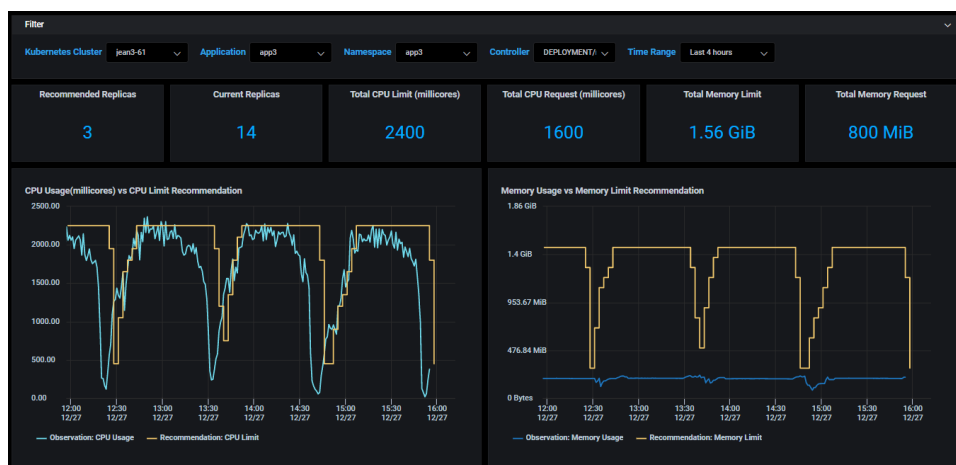 Filter
Kubernetes Cluster jean3-61 Application app3 Namespace app3 Controller DEPLOYMENT/ Time Range Last 4 hours
Recommended Replicas Current Replicas Total CPU Limit (millicores) Total CPU Request (millicores) Total Memory Limit Total Memory Request
3 14 2400 1600 1.56 GiB 800 MiB
CPU Usage(millicores) vs CPU Limit Recommendation
2500.00
2000.00
1500.00
1000.00
500.00
0.00
12:00 12:30 13:00 13:30 14:00 14:30 15:00 15:30 16:00
12/27 12/27 12/27 12/27 12/27 12/27 12/27 12/27 12/27
Observation: CPU Usage Recommendation: CPU Limit
Memory Usage vs Memory Limit Recommendation
1.86 GiB
1.4 GiB
953.67 MiB
476.84 MiB
0 Bytes
12:00 12:30 13:00 13:30 14:00 14:30 15:00 15:30 16:00
12/27 12/27 12/27 12/27 12/27 12/27 12/27 12/27 12/27
Observation: Memory Usage Recommendation: Memory Limit